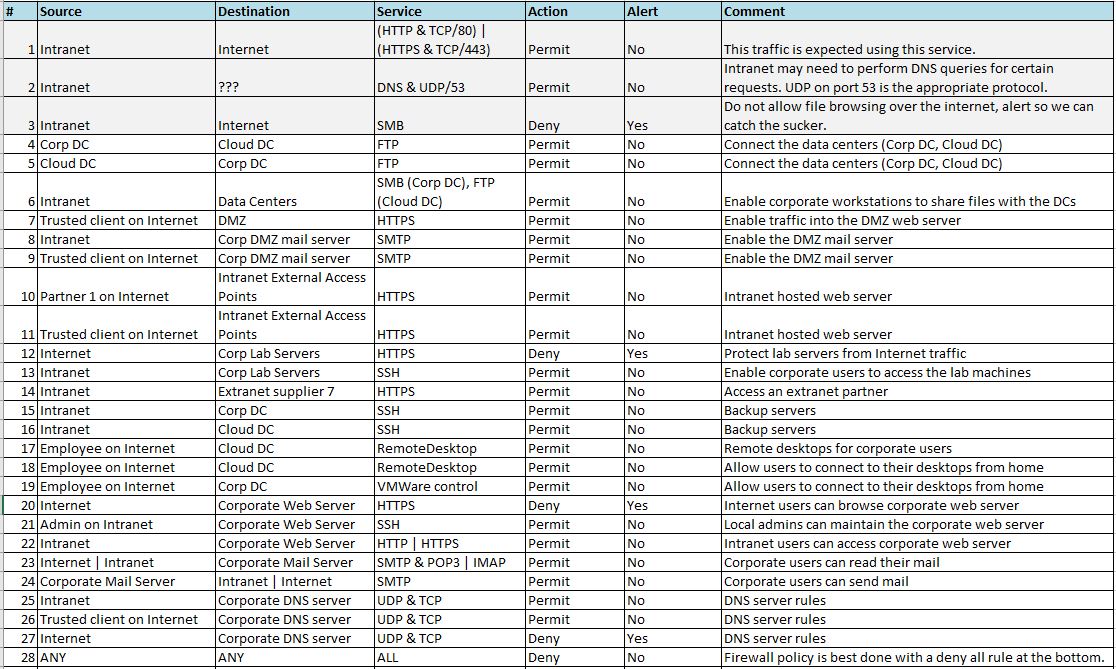 # Source Destination Service Action Alert Comment
(HTTP & TCP/80) |
1 Intranet Internet (HTTPS & TCP/443) Permit No This traffic is expected using this service.
Intranet may need to perform DNS queries for certain
2 Intranet ??? DNS & UDP/53 Permit No requests. UDP on port 53 is the appropriate protocol.
Do not allow file browsing over the internet, alert so we can
3 Intranet Internet SMB Deny Yes catch the sucker.
4 Corp DC Cloud DC FTP Permit No Connect the data centers (Corp DC, Cloud DC)
5 Cloud DC Corp DC FTP Permit No Connect the data centers (Corp DC, Cloud DC)
SMB (Corp DC), FTP
6 Intranet Data Centers (Cloud DC) Permit No Enable corporate workstations to share files with the DCs
7 Trusted client on Internet DMZ HTTPS Permit No Enable traffic into the DMZ web server
8 Intranet Corp DMZ mail server SMTP Permit No Enable the DMZ mail server
9 Trusted client on Internet Corp DMZ mail server SMTP Permit No Enable the DMZ mail server
Intranet External Access
10 Partner 1 on Internet Points HTTPS Permit No Intranet hosted web server
Intranet External Access
11 Trusted client on Internet Points HTTPS Permit No Intranet hosted web server
12 Internet Corp Lab Servers HTTPS Deny Yes Protect lab servers from Internet traffic
13 Intranet Corp Lab Servers SSH Permit No Enable corporate users to access the lab machines
14 Intranet Extranet supplier 7 HTTPS Permit No Access an extranet partner
15 Intranet Corp DC SSH Permit No Backup servers
16 Intranet Cloud DC SSH Permit No Backup servers
17 Employee on Internet Cloud DC RemoteDesktop Permit No Remote desktops for corporate users
18 Employee on Internet Cloud DC RemoteDesktop Permit No Allow users to connect to their desktops from home
19 Employee on Internet Corp DC VMWare control Permit No Allow users to connect to their desktops from home
20 Internet Corporate Web Server HTTPS Deny Yes Internet users can browse corporate web server
21 Admin on Intranet Corporate Web Server SSH Permit No Local admins can maintain the corporate web server
22 Intranet Corporate Web Server HTTP | HTTPS Permit No Intranet users can access corporate web server
23 Internet | Intranet Corporate Mail Server SMTP & POP3 | IMAP Permit No Corporate users can read their mail
24 Corporate Mail Server Intranet | Internet SMTP Permit No Corporate users can send mail
25 Intranet Corporate DNS server UDP & TCP Permit No DNS server rules
26 Trusted client on Internet Corporate DNS server UDP & TCP Permit No DNS server rules
27 Internet Corporate DNS server UDP & TCP Deny Yes DNS server rules
28 ANY ANY ALL Deny No Firewall policy is best done with a deny all rule at the bottom.